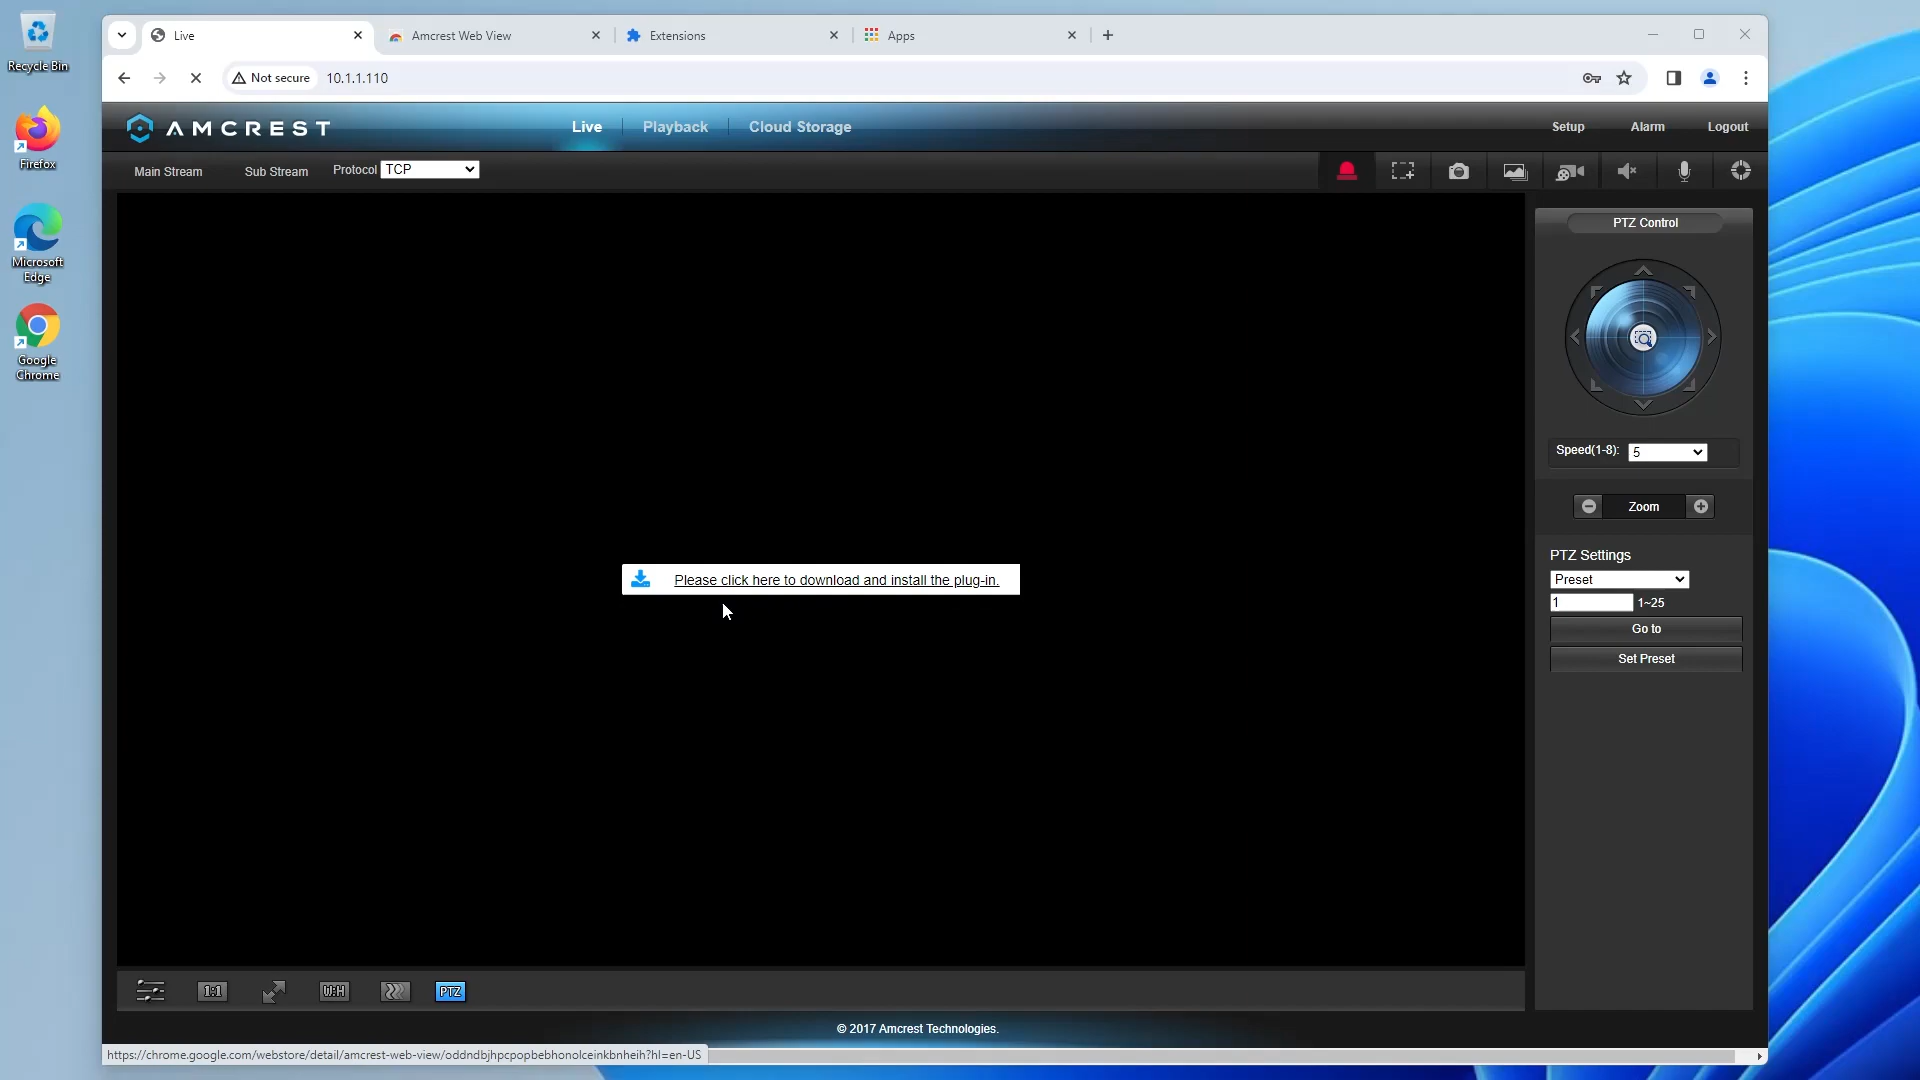 Recycle Bin
Firefox
Microsoft
Edge
Google
Chrome
Live
Amcrest Web View
Extensions
Apps
Not secure
10.1.1.110
AMCREST
Live
Playback
Cloud Storage
Setup
Alarm
Logout
Main Stream
Sub Stream
Protocol
TCP
PTZ Control
Speed(1-8):
5
Zoom
Please click here to download and install the plug-in.
PTZ Settings
Preset
1
1~25
Go to
Set Preset
1:1
W:H
PTZ
© 2017 Amcrest Technologies.
https://chrome.google.com/webstore/detail/amcrest-web-view/oddndbjhpcpopbebhonolceinkbnheih?hl=en-US